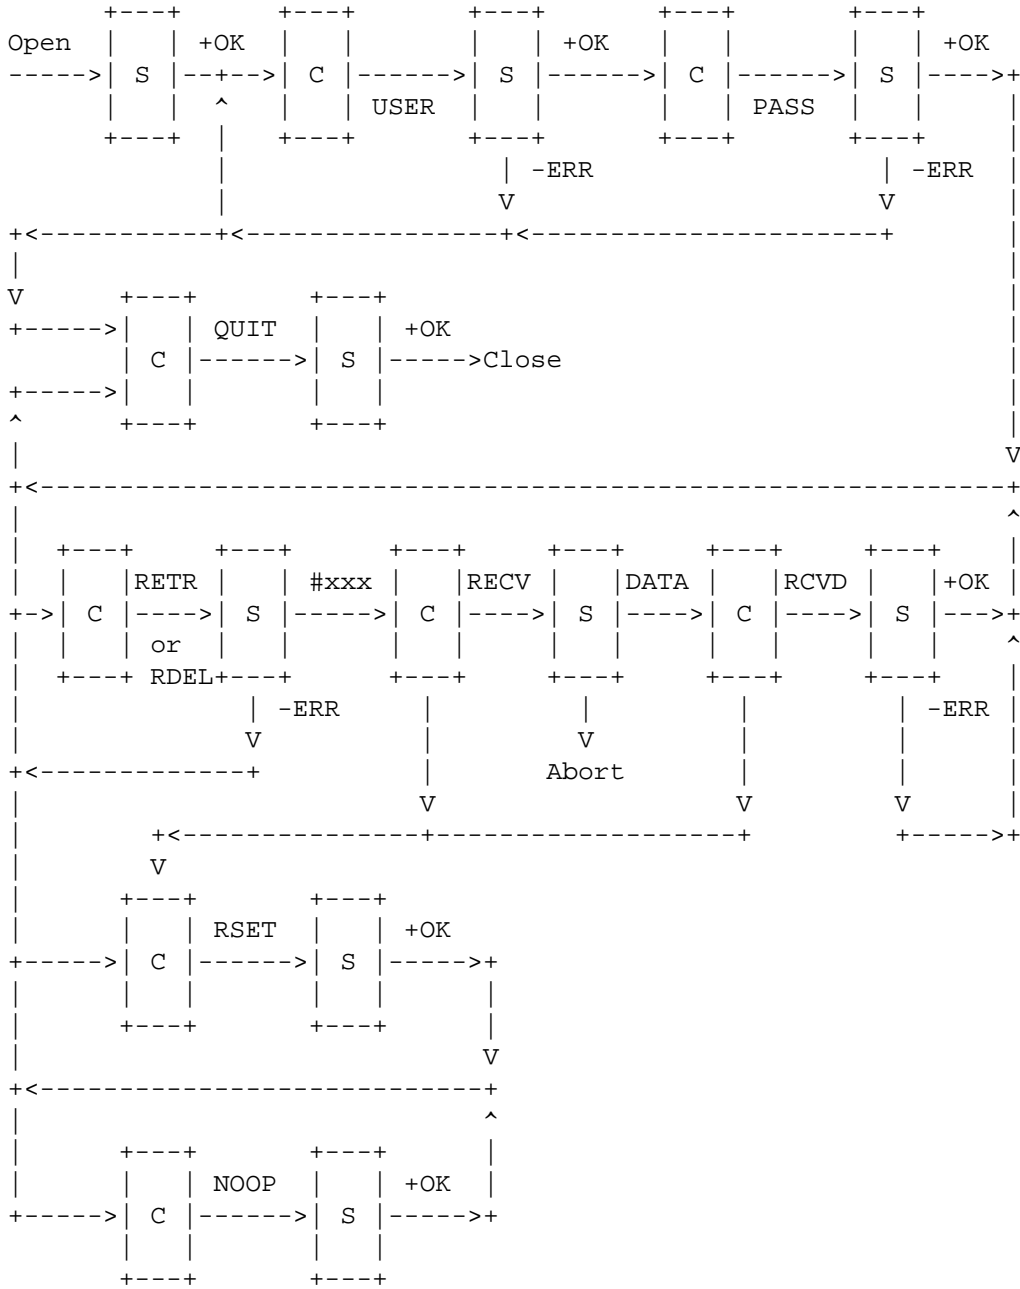 Open +OK +OK +OK
S C S C S
USER PASS
-ERR -ERR
QUIT +OK
C S Close
RETR #xxx RECV DATA RCVD +OK
C S C S C S
or
RDEL
-ERR -ERR
Abort
RSET +OK
C S
NOOP +OK
C S